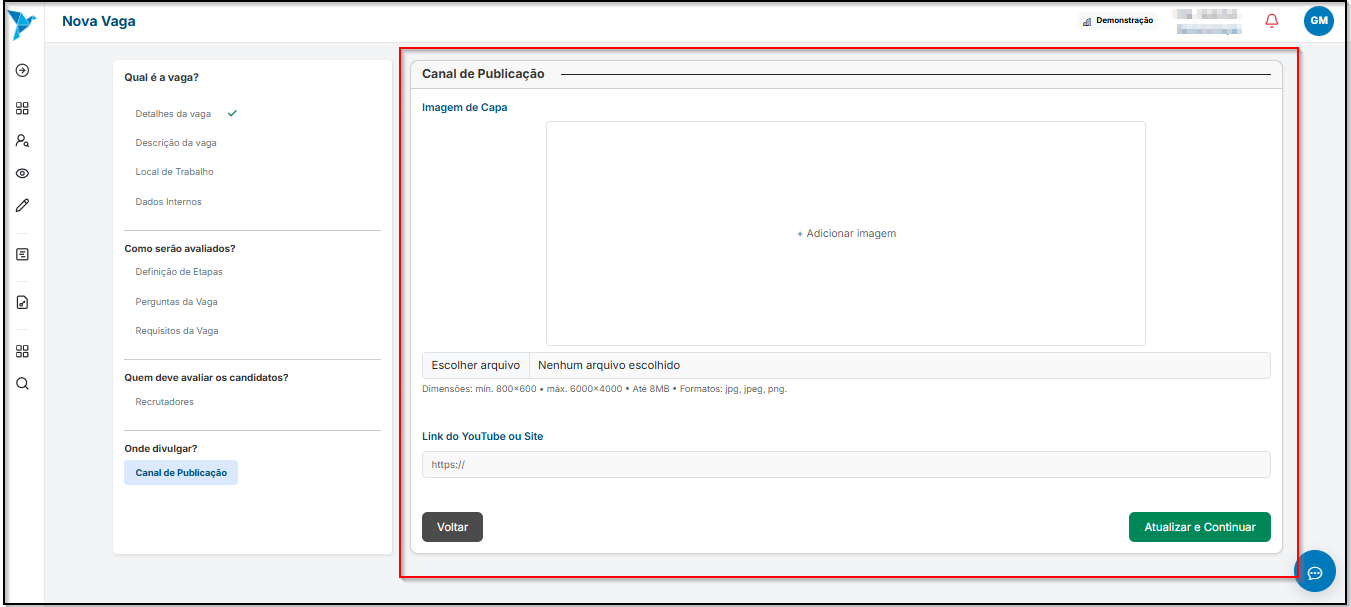 Nova Vaga
Demonstração
GM
Qual é a vaga?
Detalhes da vaga
Descrição da vaga
Local de Trabalho
Dados Internos
Como serão avaliados?
Definição de Etapas
Perguntas da Vaga
Requisitos da Vaga
Quem deve avaliar os candidatos?
Recrutadores
Onde divulgar?
Canal de Publicação
Canal de Publicação
Imagem de Capa
+ Adicionar imagem
Escolher arquivo Nenhum arquivo escolhido
Dimensões: mín. 800×600 • máx. 6000×4000 • Até 8MB • Formatos: jpg, jpeg, png.
Link do YouTube ou Site
https://
Voltar
Atualizar e Continuar